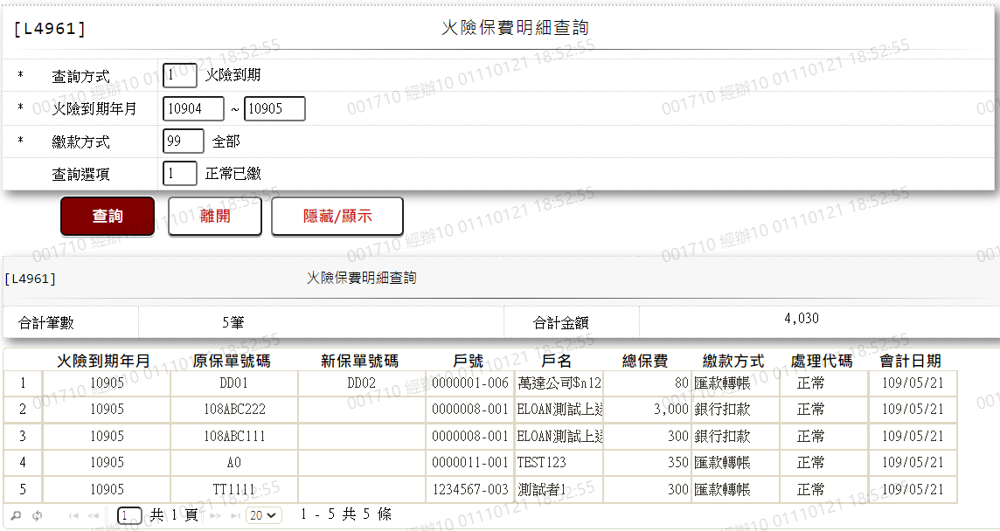 [L4961] 火險保費明細查詢
* 查詢方式 1 火險到期
* 火險到期年月 10904 ~ 10905
* 繳款方式 99 全部
查詢選項 1 正常已繳
查詢 離開 隱藏/顯示
[L4961] 火險保費明細查詢
合計筆數 5筆 合計金額 4,030
火險到期年月 原保單號碼 新保單號碼 戶號 戶名 總保費 繳款方式 處理代碼 會計日期
1 10905 DD01 DD02 0000001-006 萬達公司$n12 80 匯款轉帳 正常 109/05/21
2 10905 108ABC222 0000008-001 ELOAN測試上送 3,000 銀行扣款 正常 109/05/21
3 10905 108ABC111 0000008-001 ELOAN測試上送 300 銀行扣款 正常 109/05/21
4 10905 A0 0000011-001 TEST123 350 匯款轉帳 正常 109/05/21
5 10905 TT1111 1234567-003 測試者1 300 匯款轉帳 正常 109/05/21
1 共 1 頁 20 1 - 5 共 5 條
001710 經辦10 01110121 18:52:55